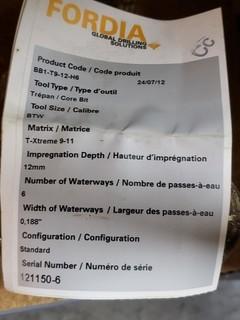 FORDIA
GLOBAL DRILLING
SOLUTIONS
Product Code / Code produit
BB1-T9-12-H6 24/07/12
Tool Type / Type d'outil
Trépan / Core Bit
Tool Size / Calibre
BTW
Matrix / Matrice
T-Xtreme 9-11
Impregnation Depth / Hauteur d'imprégnation
12mm
Number of Waterways / Nombre de passes-à-eau
6
Width of Waterways / Largeur des passes-à-eau
0,188"
Configuration / Configuration
Standard
Serial Number / Numéro de série
121150-6